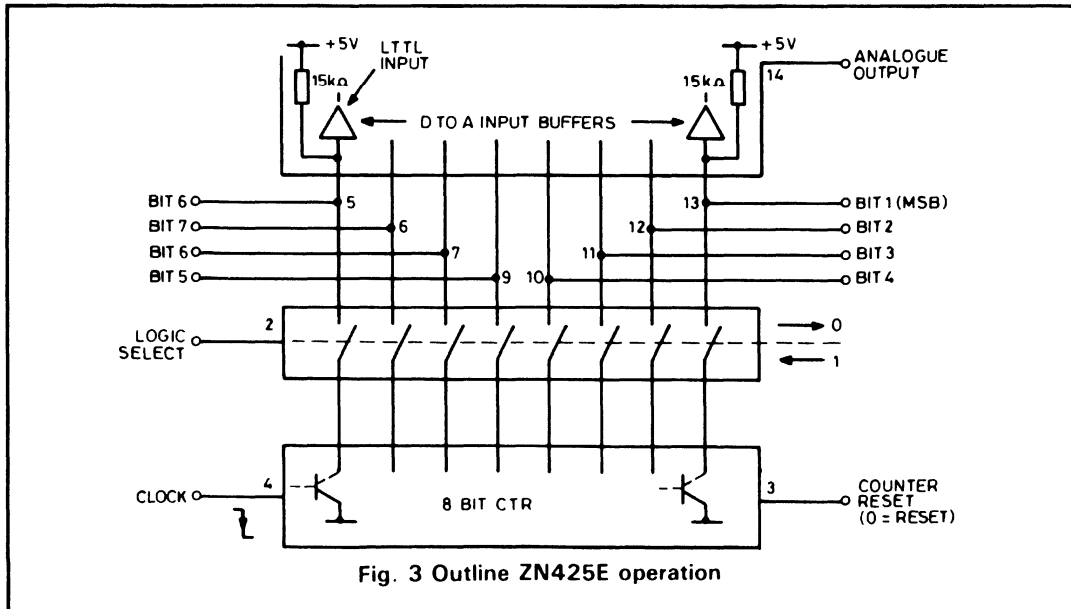 +5V
LTTL
INPUT
15kΩ
D TO A INPUT BUFFERS
+5V
15kΩ
14
ANALOGUE
OUTPUT
BIT 6
5
13
BIT 1 (MSB)
BIT 7
6
12
BIT 2
BIT 6
7
11
BIT 3
BIT 5
9
10
BIT 4
LOGIC
SELECT
2
0
1
CLOCK
4
8 BIT CTR
3
COUNTER
RESET
(0 = RESET)
Fig. 3 Outline ZN425E operation